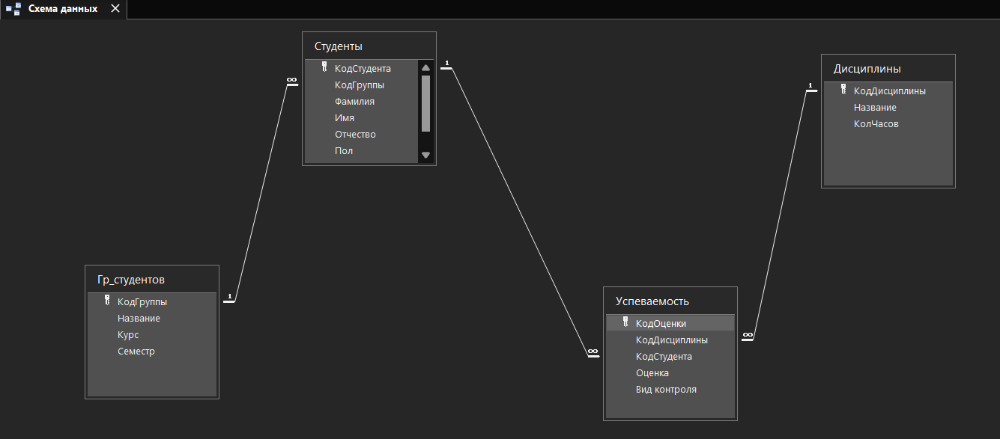 Схема данных
Студенты
КодСтудента
КодГруппы
Фамилия
Имя
Отчество
Пол
1
∞
Дисциплины
КодДисциплины
Название
КолЧасов
1
Гр_студентов
КодГруппы
Название
Курс
Семестр
1
Успеваемость
КодОценки
КодДисциплины
КодСтудента
Оценка
Вид контроля
∞
∞